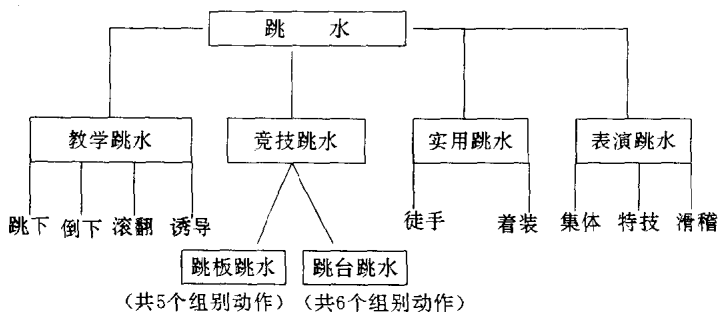 跳 水
教学跳水 竞技跳水 实用跳水 表演跳水
跳下 倒下 滚翻 诱导 徒手 着装 集体 特技 滑稽
跳板跳水 跳台跳水
（共5个组别动作） （共6个组别动作）